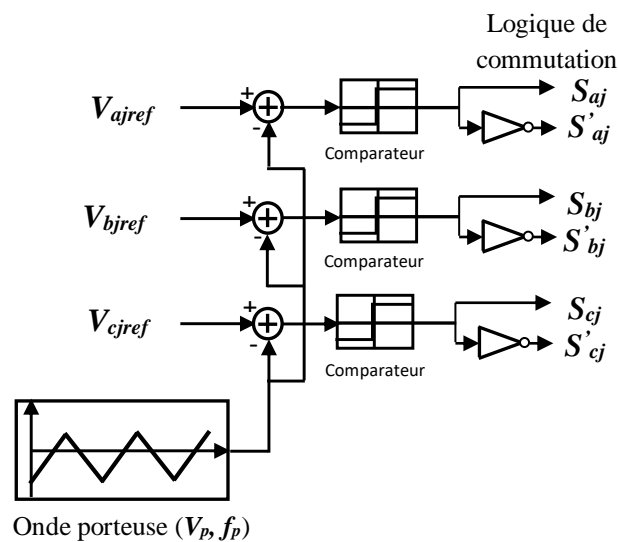 Logique de
commutation
+
V_ajref
-
S_aj
S'_aj
Comparateur
+
V_bjref
-
S_bj
S'_bj
Comparateur
+
V_cjref
-
S_cj
S'_cj
Comparateur
Onde porteuse (V_p, f_p)